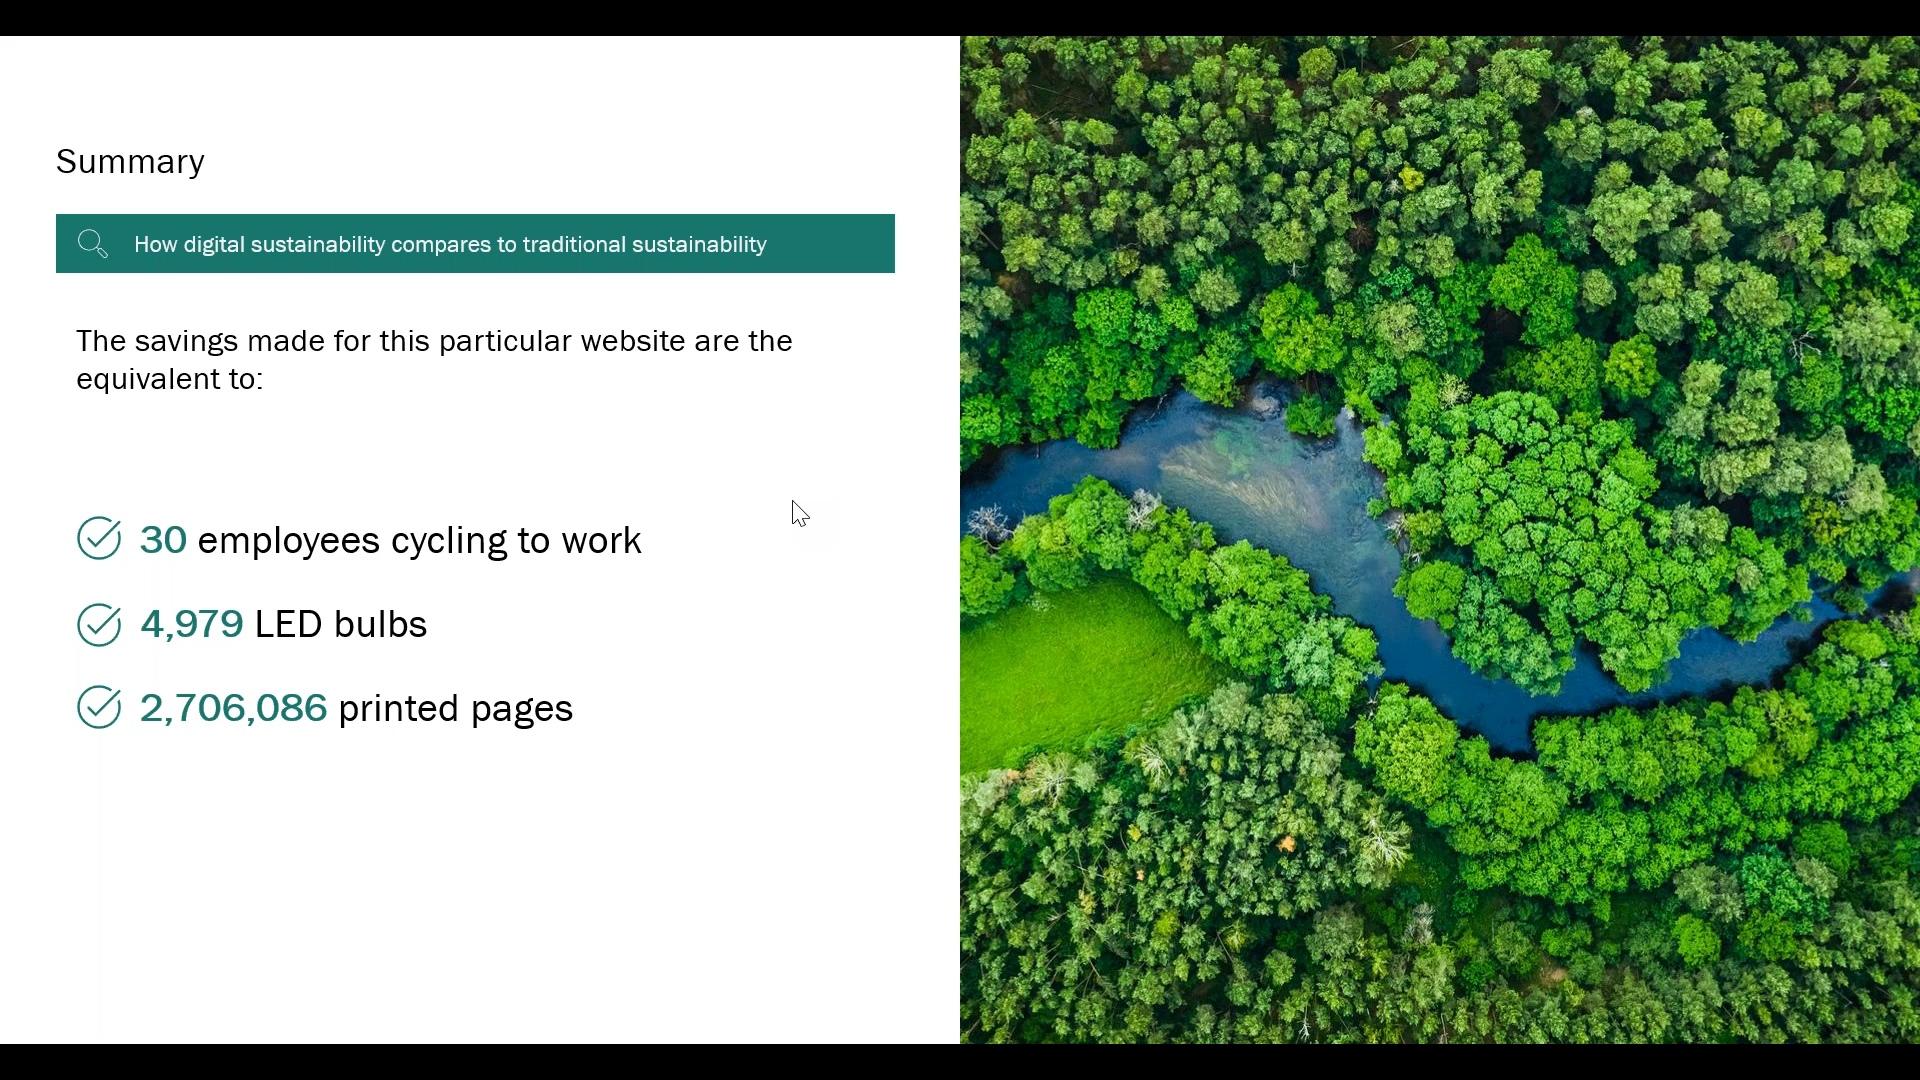 Summary
How digital sustainability compares to traditional sustainability
The savings made for this particular website are the
equivalent to:
30 employees cycling to work
4,979 LED bulbs
2,706,086 printed pages